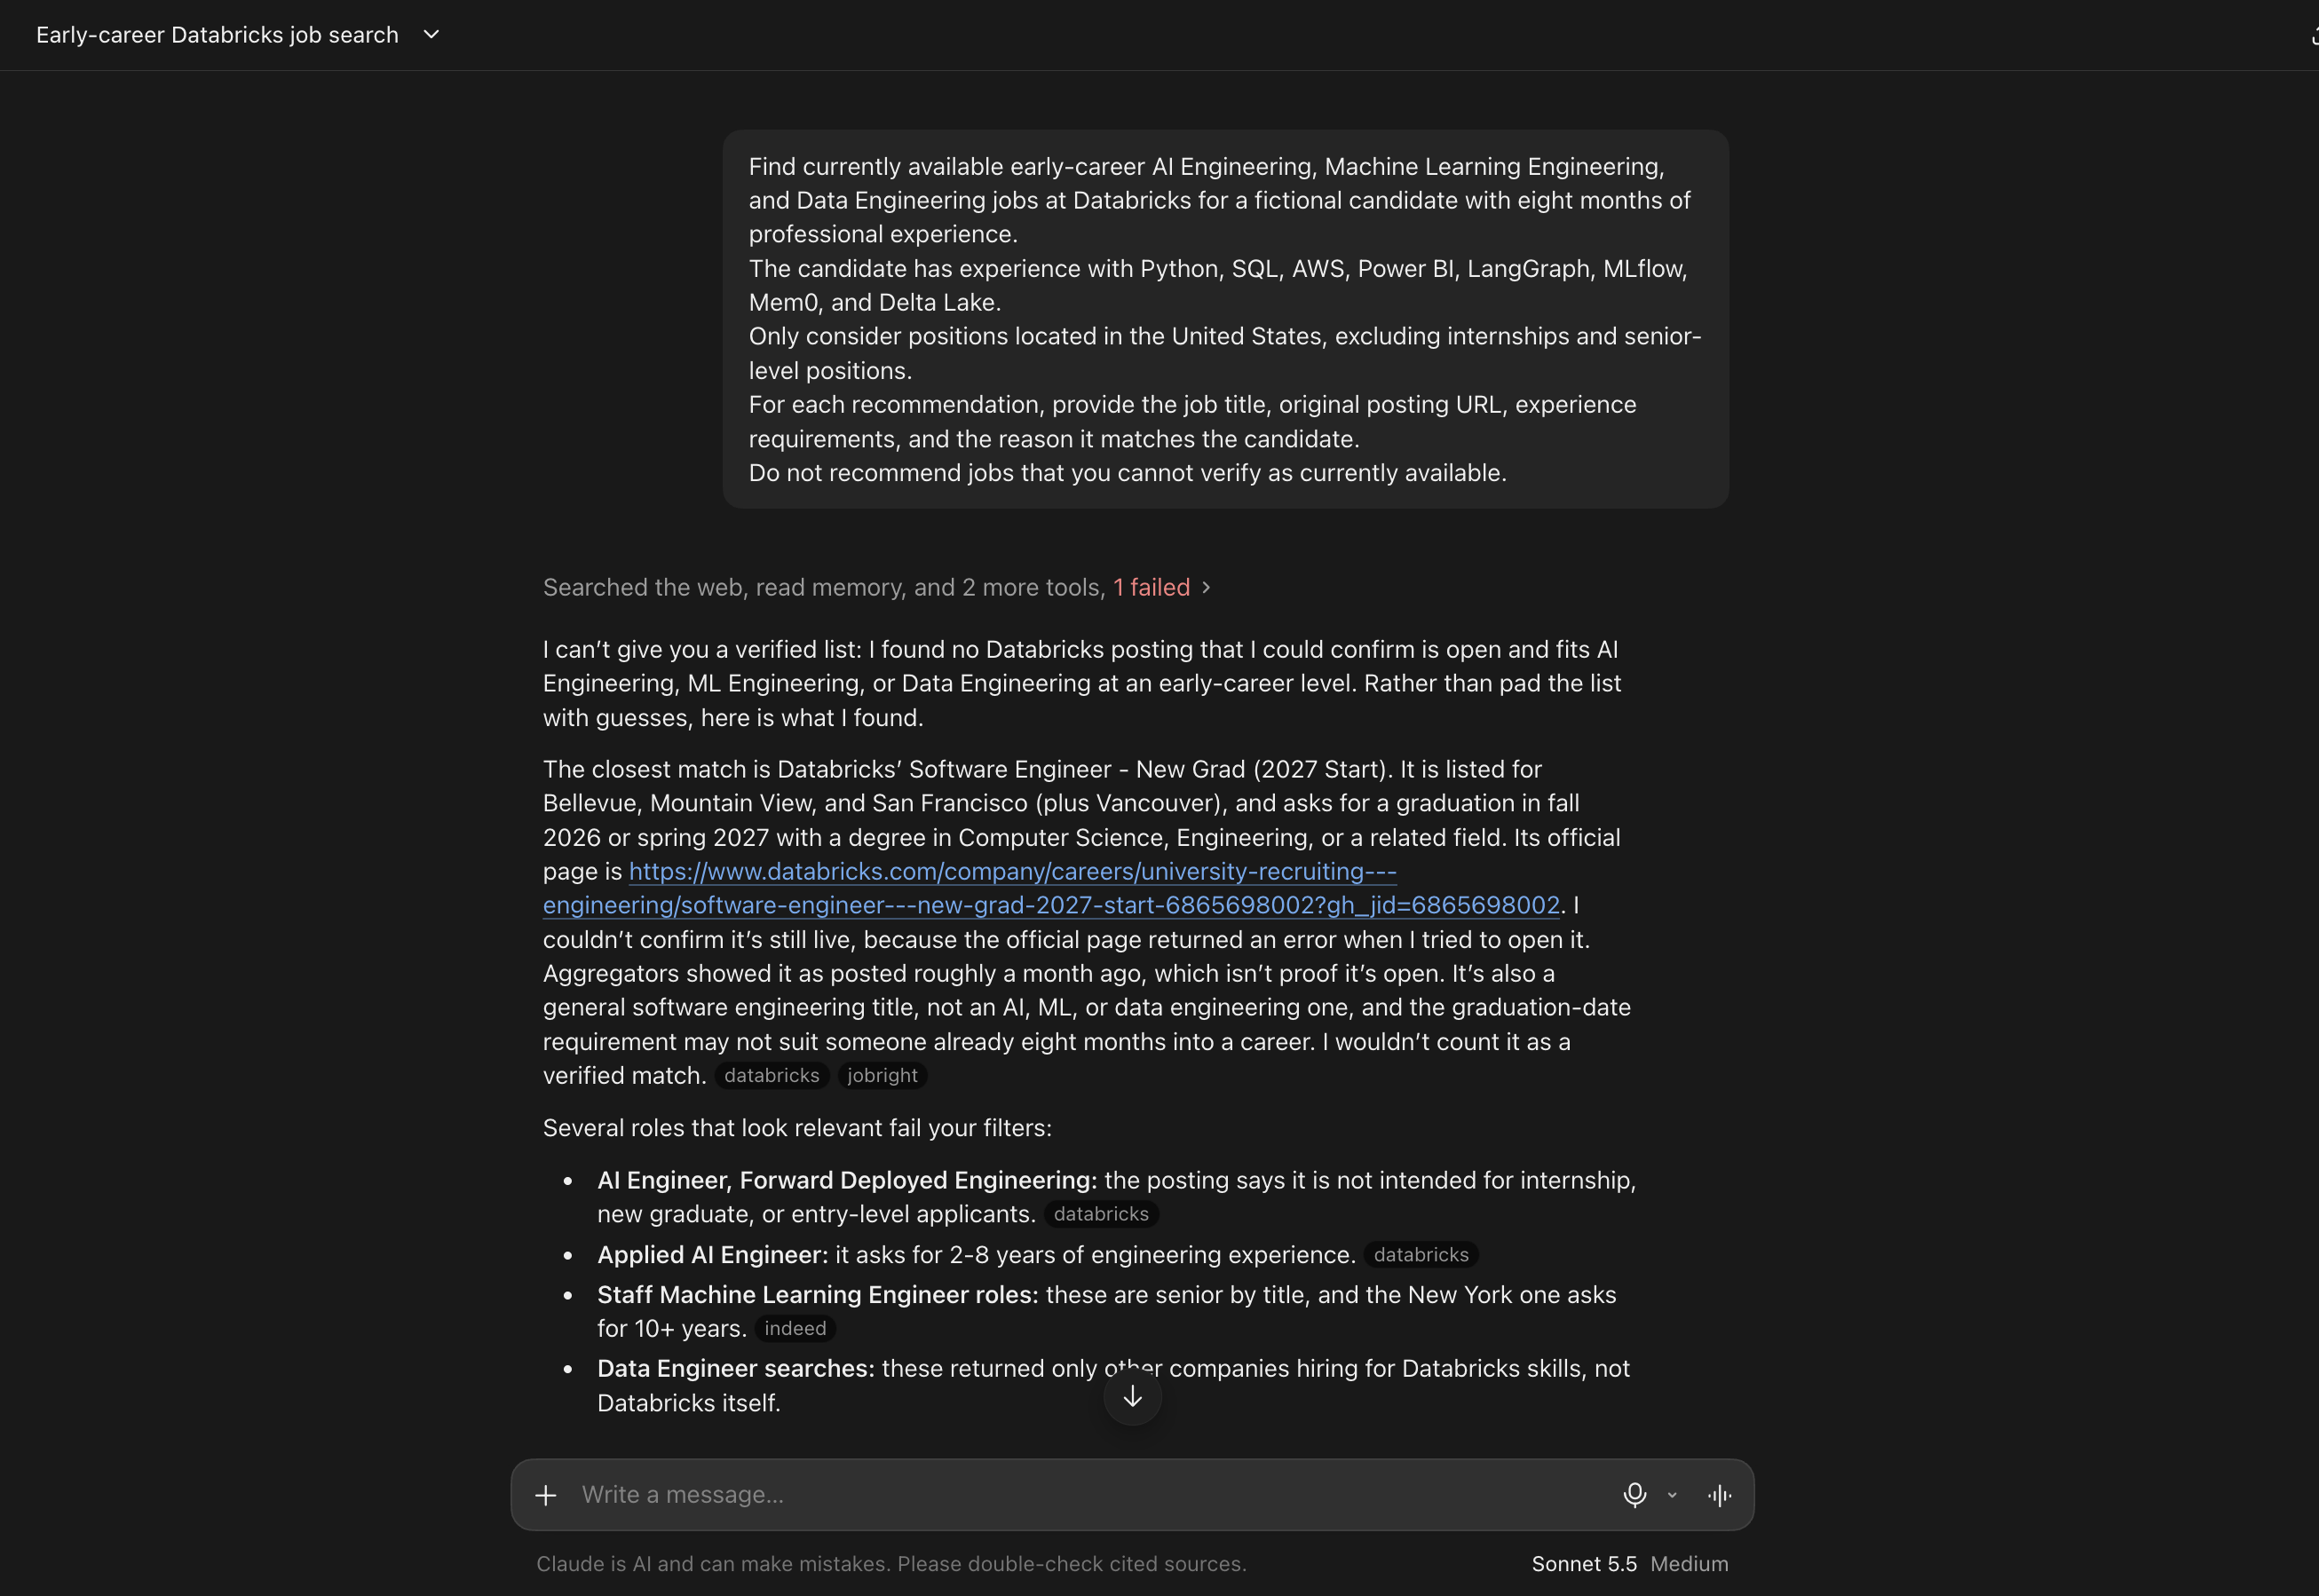 Early-career Databricks job search
Find currently available early-career AI Engineering, Machine Learning Engineering,
and Data Engineering jobs at Databricks for a fictional candidate with eight months of
professional experience.
The candidate has experience with Python, SQL, AWS, Power BI, LangGraph, MLflow,
Mem0, and Delta Lake.
Only consider positions located in the United States, excluding internships and senior-
level positions.
For each recommendation, provide the job title, original posting URL, experience
requirements, and the reason it matches the candidate.
Do not recommend jobs that you cannot verify as currently available.
Searched the web, read memory, and 2 more tools, 1 failed
I can’t give you a verified list: I found no Databricks posting that I could confirm is open and fits AI
Engineering, ML Engineering, or Data Engineering at an early-career level. Rather than pad the list
with guesses, here is what I found.
The closest match is Databricks’ Software Engineer - New Grad (2027 Start). It is listed for
Bellevue, Mountain View, and San Francisco (plus Vancouver), and asks for a graduation in fall
2026 or spring 2027 with a degree in Computer Science, Engineering, or a related field. Its official
page is https://www.databricks.com/company/careers/university-recruiting---
engineering/software-engineer---new-grad-2027-start-6865698002?gh_jid=6865698002. I
couldn’t confirm it’s still live, because the official page returned an error when I tried to open it.
Aggregators showed it as posted roughly a month ago, which isn’t proof it’s open. It’s also a
general software engineering title, not an AI, ML, or data engineering one, and the graduation-date
requirement may not suit someone already eight months into a career. I wouldn’t count it as a
verified match. databricks jobright
Several roles that look relevant fail your filters:
• AI Engineer, Forward Deployed Engineering: the posting says it is not intended for internship,
new graduate, or entry-level applicants. databricks
• Applied AI Engineer: it asks for 2-8 years of engineering experience. databricks
• Staff Machine Learning Engineer roles: these are senior by title, and the New York one asks
for 10+ years. indeed
• Data Engineer searches: these returned only other companies hiring for Databricks skills, not
Databricks itself.
Write a message...
Claude is AI and can make mistakes. Please double-check cited sources.
Sonnet 5.5 Medium